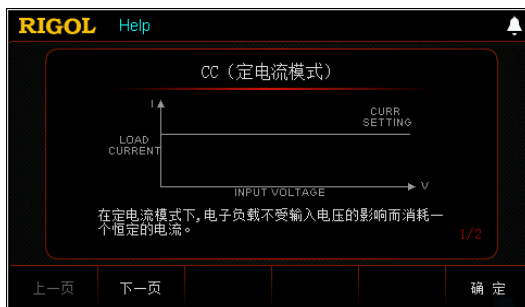 RIGOL Help
CC（定电流模式）
I
CURR
SETTING
LOAD
CURRENT
V
INPUT VOLTAGE
在定电流模式下,电子负载不受输入电压的影响而消耗一
个恒定的电流。
1/2
上一页 下一页 确 定